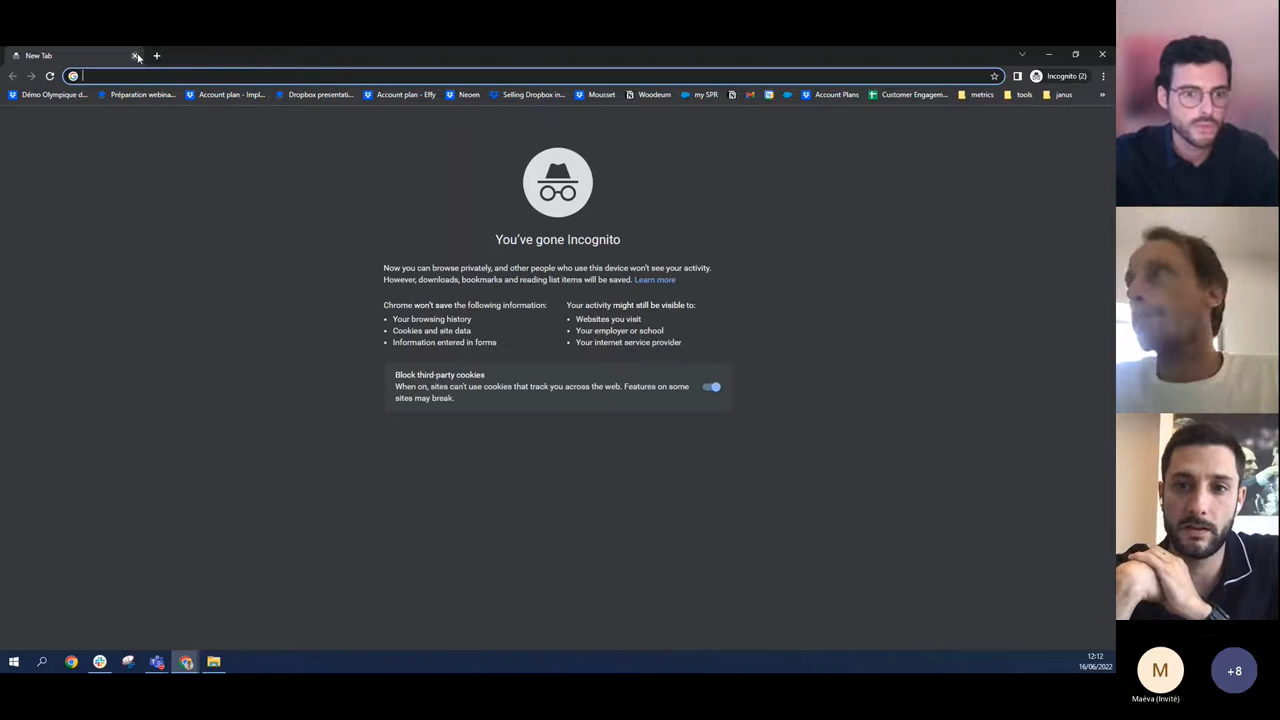 New Tab
Incognito (2)
Démo Olympique d...
Préparation webina...
Account plan - Impl...
Dropbox presentati...
Account plan - Effy
Neoen
Selling Dropbox in...
Mousset
Woodeum
my SPR
Account Plans
Customer Engagem...
metrics
tools
janus
You've gone Incognito
Now you can browse privately, and other people who use this device won't see your activity.
However, downloads, bookmarks and reading list items will be saved. Learn more
Chrome won't save the following information:
Your browsing history
Cookies and site data
Information entered in forms
Your activity might still be visible to:
Websites you visit
Your employer or school
Your internet service provider
Block third-party cookies
When on, sites can't use cookies that track you across the web. Features on some
sites may break.
12:12
16/06/2022
M
+8
Maéva (Invité)